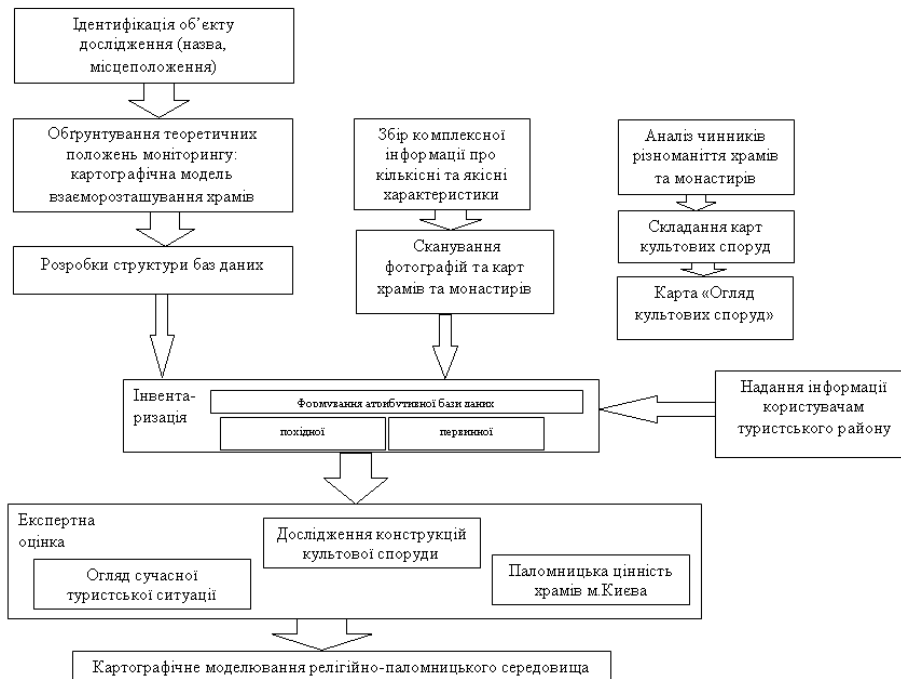 Ідентифікація об’єкту
дослідження (назва,
місцеположення)
Обґрунтування теоретичних
положень моніторингу:
картографічна модель
взаєморозташування храмів
Розробки структури баз даних
Збір комплексної
інформації про
кількісні та якісні
характеристики
Сканування
фотографій та карт
храмів та монастирів
Аналіз чинників
різноманіття храмів
та монастирів
Складання карт
культових споруд
Карта «Огляд
культових споруд»
Інвента-
ризація
Формування атрибутивної бази даних
похідної
первинної
Надання інформації
користувачам
туристського району
Експертна
оцінка
Дослідження конструкцій
культової споруди
Огляд сучасної
туристської ситуації
Паломницька цінність
храмів м.Києва
Картографічне моделювання релігійно-паломницького середовища